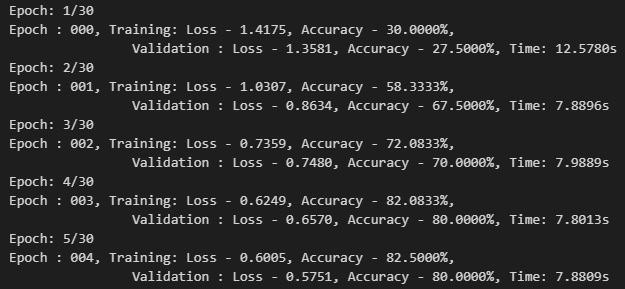 Epoch: 1/30
Epoch : 000, Training: Loss - 1.4175, Accuracy - 30.0000%,
Validation : Loss - 1.3581, Accuracy - 27.5000%, Time: 12.5780s
Epoch: 2/30
Epoch : 001, Training: Loss - 1.0307, Accuracy - 58.3333%,
Validation : Loss - 0.8634, Accuracy - 67.5000%, Time: 7.8896s
Epoch: 3/30
Epoch : 002, Training: Loss - 0.7359, Accuracy - 72.0833%,
Validation : Loss - 0.7480, Accuracy - 70.0000%, Time: 7.9889s
Epoch: 4/30
Epoch : 003, Training: Loss - 0.6249, Accuracy - 82.0833%,
Validation : Loss - 0.6570, Accuracy - 80.0000%, Time: 7.8013s
Epoch: 5/30
Epoch : 004, Training: Loss - 0.6005, Accuracy - 82.5000%,
Validation : Loss - 0.5751, Accuracy - 80.0000%, Time: 7.8809s